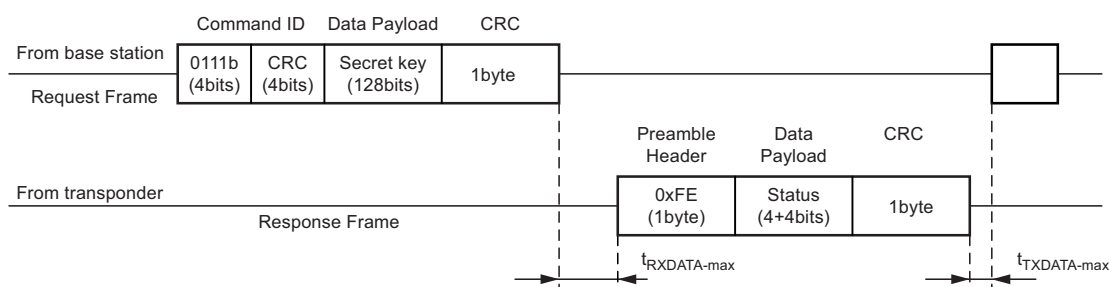 Command ID Data Payload CRC
From base station
0111b CRC Secret key 1byte
(4bits) (4bits) (128bits)
Request Frame
Preamble Data CRC
Header Payload
From transponder
0xFE Status 1byte
(1byte) (4+4bits)
Response Frame
tRXDATA-max tTXDATA-max